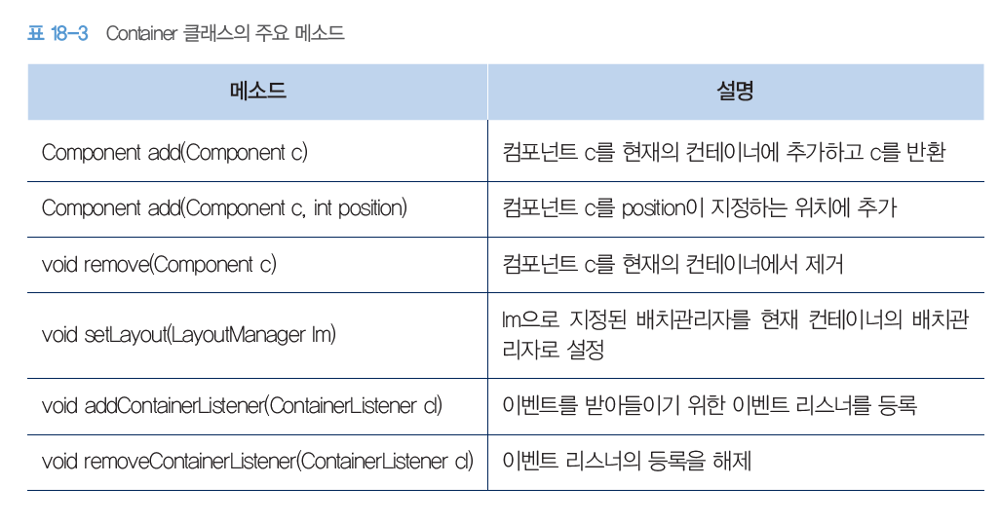 표 18-3 Container 클래스의 주요 메소드
메소드 설명
Component add(Component c) 컴포넌트 c를 현재의 컨테이너에 추가하고 c를 반환
Component add(Component c, int position) 컴포넌트 c를 position이 지정하는 위치에 추가
void remove(Component c) 컴포넌트 c를 현재의 컨테이너에서 제거
void setLayout(LayoutManager lm) lm으로 지정된 배치관리자를 현재 컨테이너의 배치관
리자로 설정
void addContainerListener(ContainerListener cl) 이벤트를 받아들이기 위한 이벤트 리스너를 등록
void removeContainerListener(ContainerListener cl) 이벤트 리스너의 등록을 해제